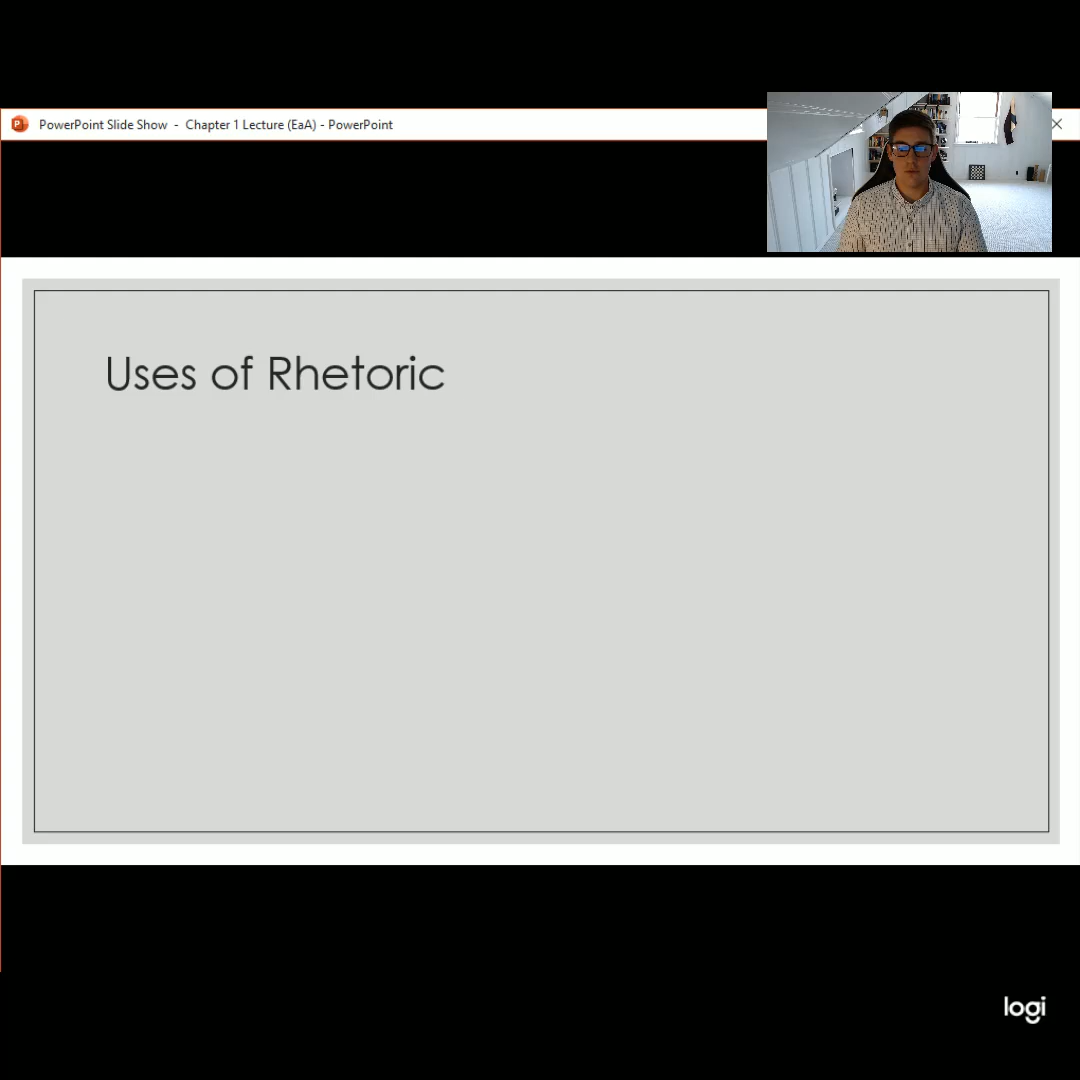 PowerPoint Slide Show - Chapter 1 Lecture (EaA) - PowerPoint
Uses of Rhetoric
logi